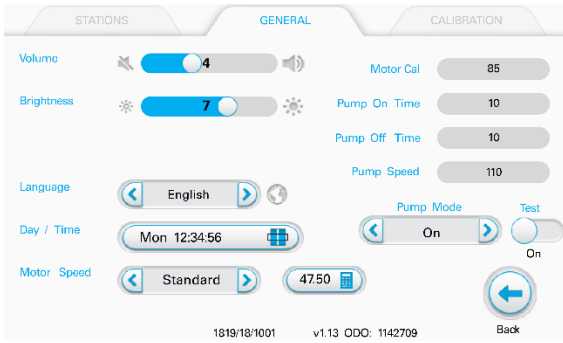 STATIONS
GENERAL
CALIBRATION
Volume
4
Motor Cal
85
Brightness
7
Pump On Time
10
Pump Off Time
10
Pump Speed
110
Language
English
Pump Mode
On
Test
On
Day / Time
Mon 12:34:56
Motor Speed
Standard
47.50
Back
1819/18/1001
v1.13 ODO: 1142709